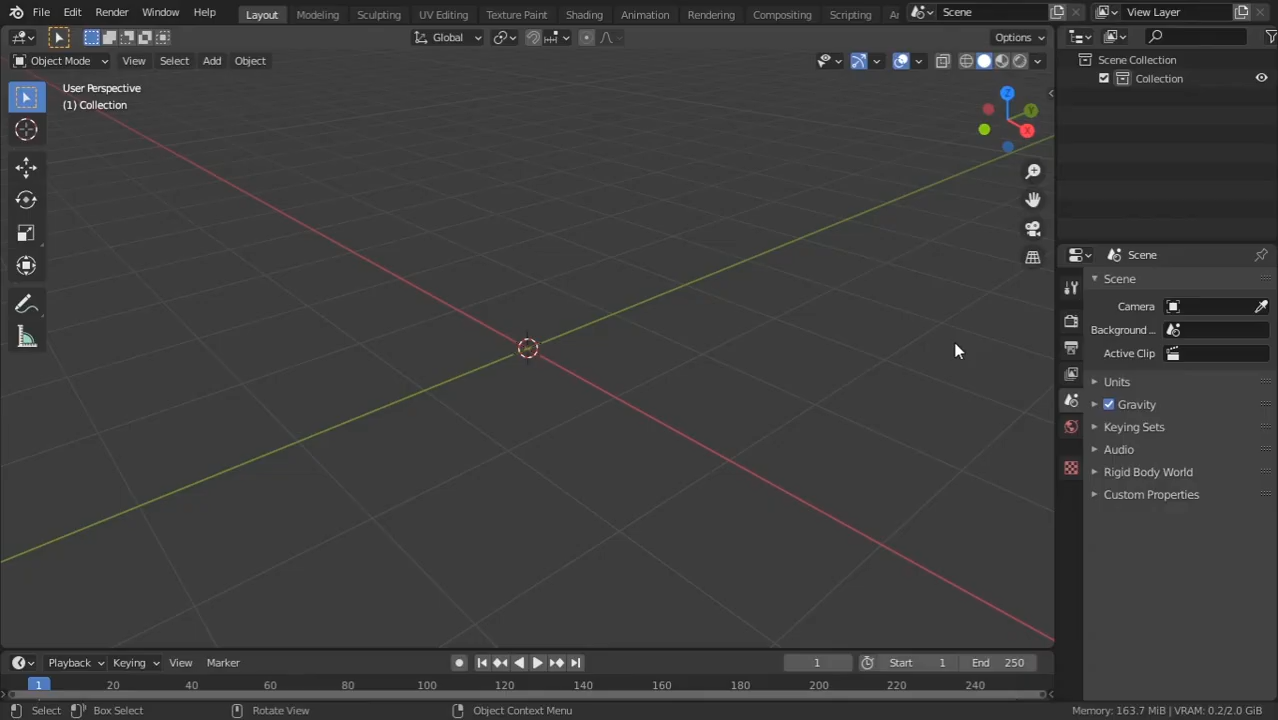 File Edit Render Window Help Layout Modeling Sculpting UV Editing Texture Paint Shading Animation Rendering Compositing Scripting Scene View Layer
Global Options
Object Mode View Select Add Object
User Perspective
(1) Collection
Z
Y
X
Scene Collection
Collection
Scene
Scene
Camera
Background ...
Active Clip
Units
Gravity
Keying Sets
Audio
Rigid Body World
Custom Properties
Playback Keying View Marker 1 Start 1 End 250
1 20 40 60 80 100 120 140 160 180 200 220 240
Select Box Select Rotate View Object Context Menu Memory: 163.7 MiB | VRAM: 0.2/2.0 GiB